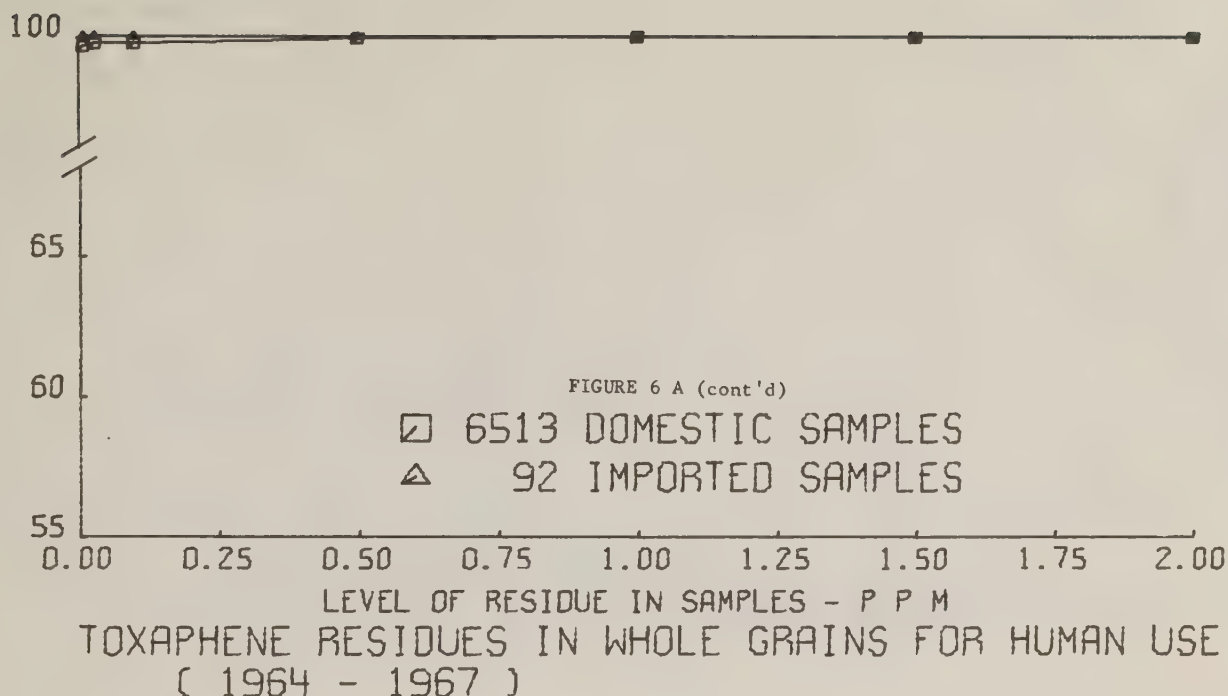 100
65
60
55
FIGURE 6 A (cont'd)
6513 DOMESTIC SAMPLES
92 IMPORTED SAMPLES
0.00 0.25 0.50 0.75 1.00 1.25 1.50 1.75 2.00
LEVEL OF RESIDUE IN SAMPLES - P P M
TOXAPHENE RESIDUES IN WHOLE GRAINS FOR HUMAN USE
( 1964 - 1967 )